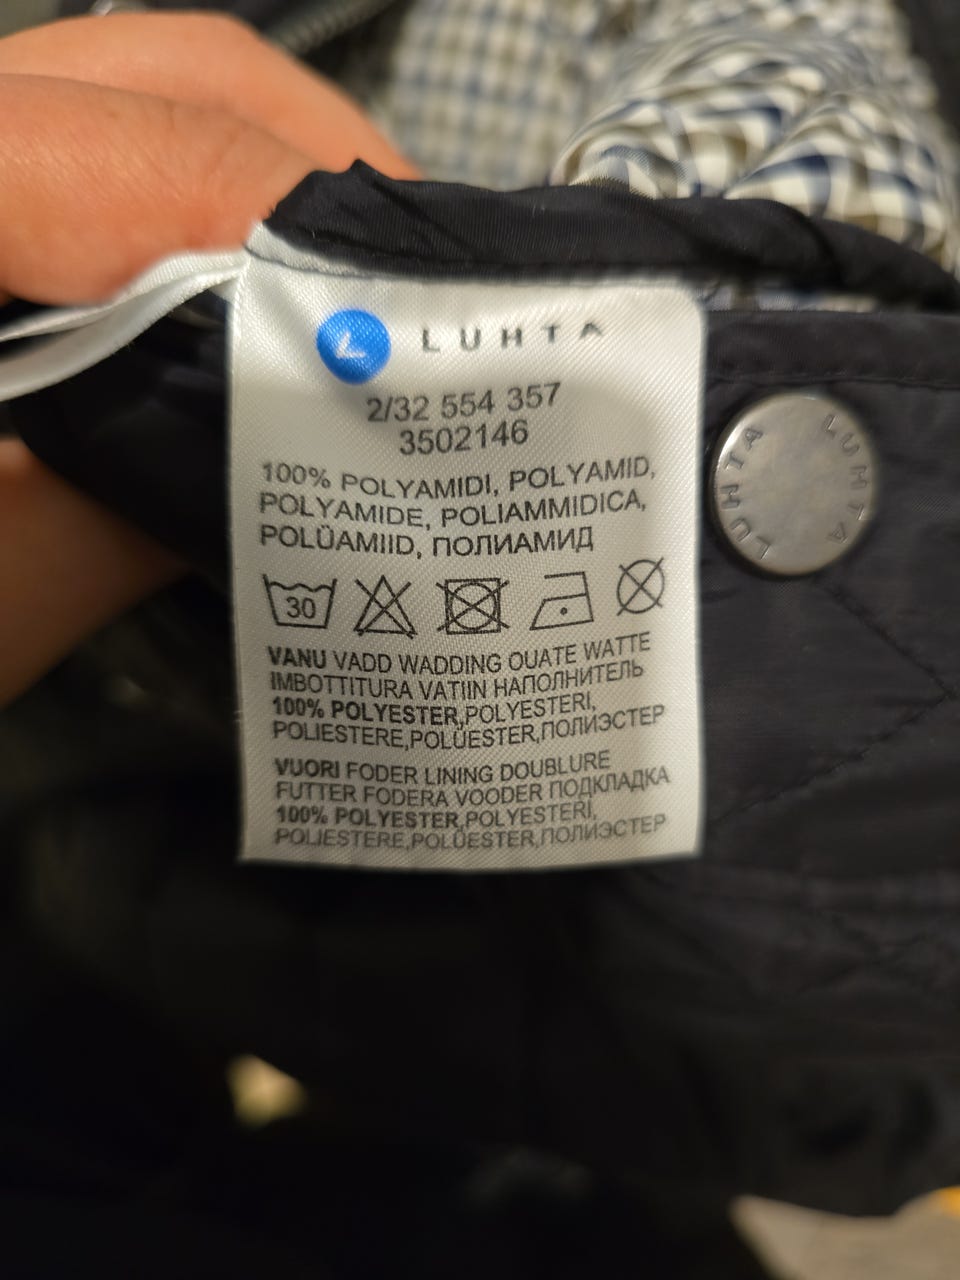 L LUHTA
2/32 554 357
3502146
100% POLYAMIDI, POLYAMID,
POLYAMIDE, POLIAMMIDICA,
POLÜAMIID, ПОЛИАМИД
30
VANU VADD WADDING OUATE WATTE
IMBOTTITURA VATIIN НАПОЛНИТЕЛЬ
100% POLYESTER,POLYESTERI,
POLIESTERE,POLÜESTER,ПОЛИЭСТЕР
VUORI FODER LINING DOUBLURE
FUTTER FODERA VOODER ПОДКЛАДКА
100% POLYESTER,POLYESTERI,
POLIESTERE,POLÜESTER,ПОЛИЭСТЕР
LUHTA LUHTA